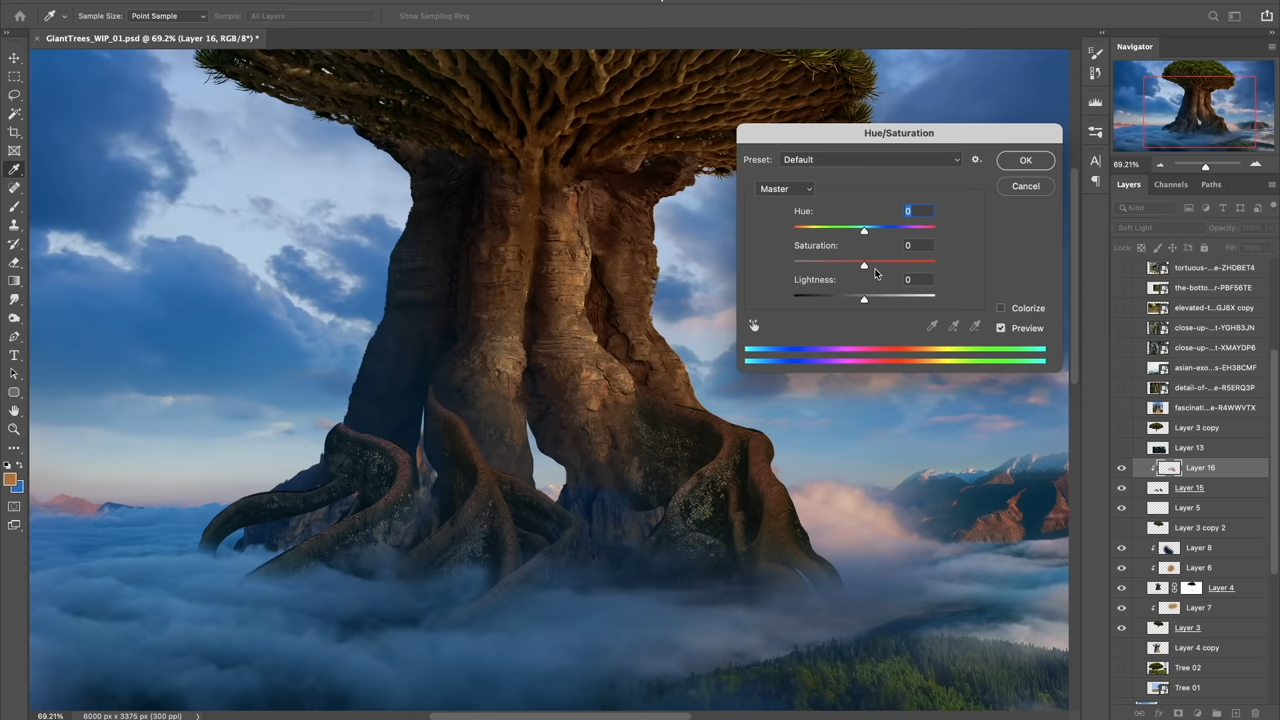 Sample Size: Point Sample Sample: All Layers Show Sampling Ring
GiantTrees_WIP_01.psd @ 69.2% (Layer 16, RGB/8*) *
Navigator
69.21%
Layers Channels Paths
Kind
Soft Light Opacity: 100%
Lock: Fill: 100%
tortuous-...e-ZHDBET4
the-botto...r-PBF56TE
elevated-t...GJ8X copy
close-up-...t-YGHB3JN
close-up-...t-XMAYDP6
asian-exo...s-EH38CMF
detail-of-...e-R5ERQ3P
fascinati...e-R4WWVTX
Layer 3 copy
Layer 13
Layer 16
Layer 15
Layer 5
Layer 3 copy 2
Layer 8
Layer 6
Layer 4
Layer 7
Layer 3
Layer 4 copy
Tree 02
Tree 01
Hue/Saturation
Preset: Default
OK
Cancel
Master
Hue: 0
Saturation: 0
Lightness: 0
Colorize
Preview
69.21% 6000 px x 3375 px (300 ppi)